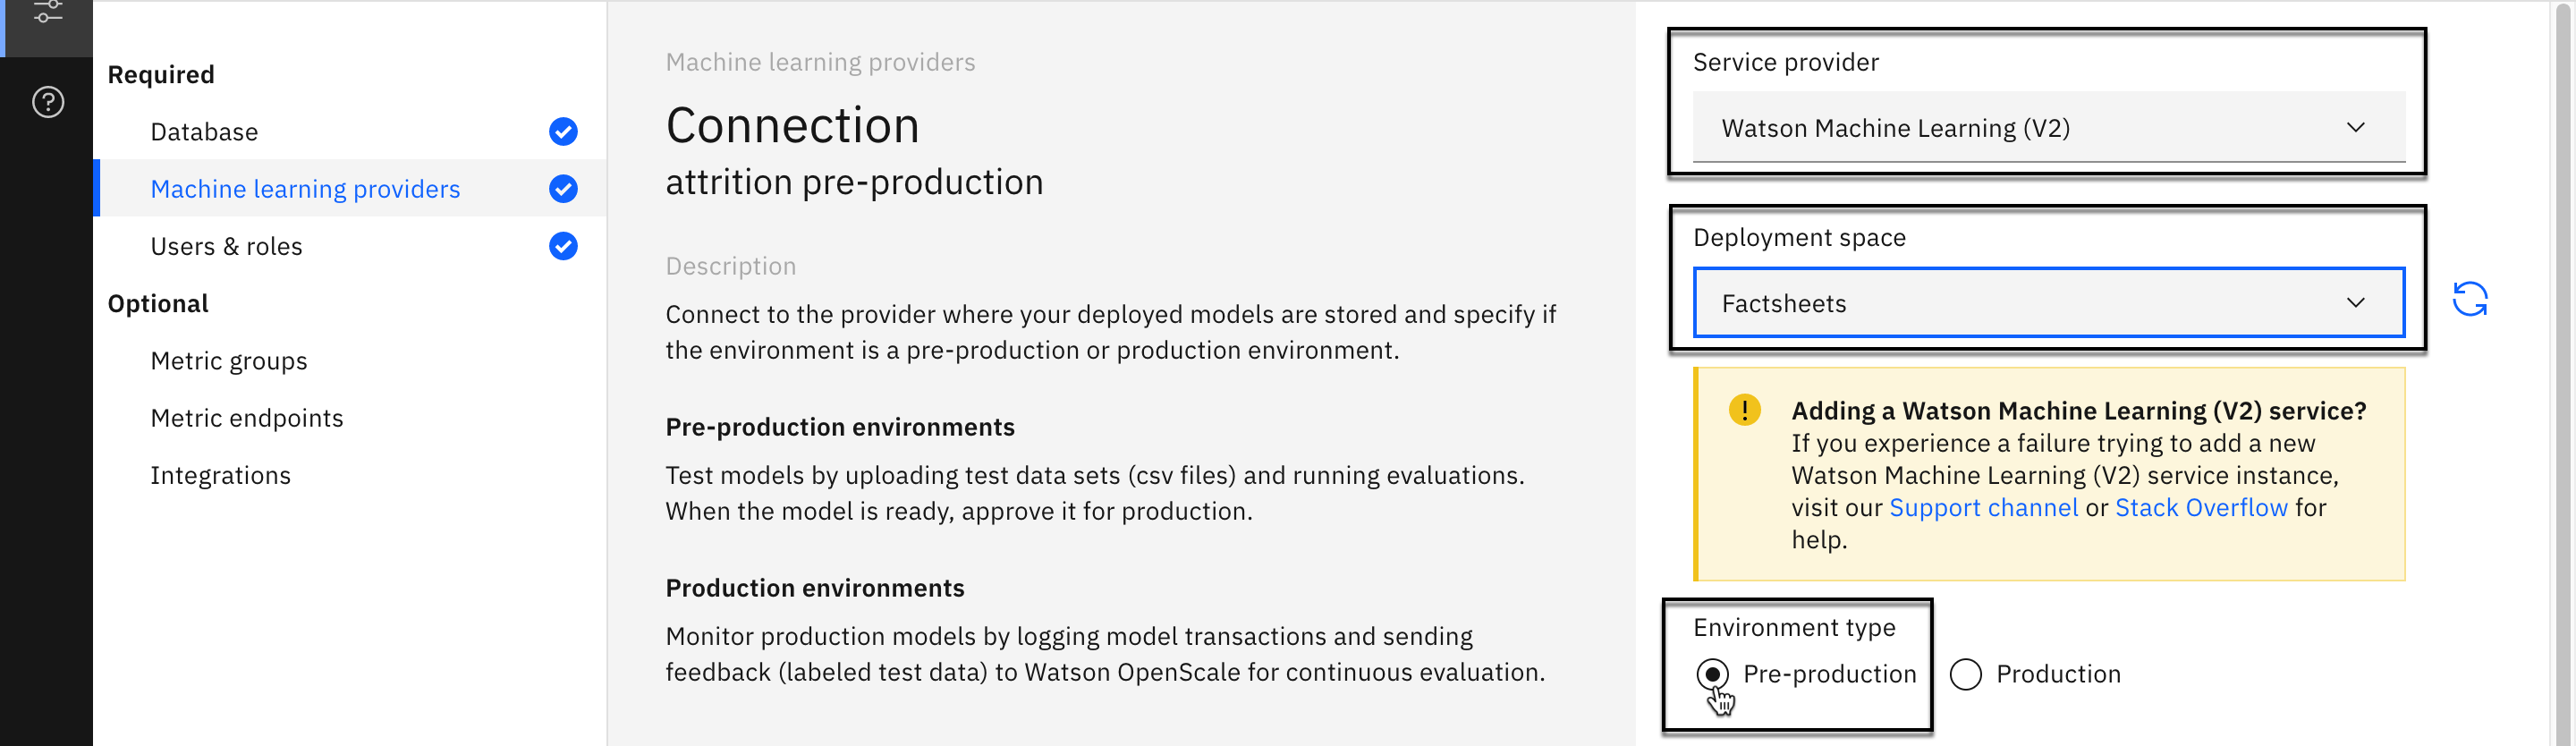 Required
Database
Machine learning providers
Users & roles
Optional
Metric groups
Metric endpoints
Integrations
Machine learning providers
Connection
attrition pre-production
Description
Connect to the provider where your deployed models are stored and specify if
the environment is a pre-production or production environment.
Pre-production environments
Test models by uploading test data sets (csv files) and running evaluations.
When the model is ready, approve it for production.
Production environments
Monitor production models by logging model transactions and sending
feedback (labeled test data) to Watson OpenScale for continuous evaluation.
Service provider
Watson Machine Learning (V2)
Deployment space
Factsheets
Adding a Watson Machine Learning (V2) service?
If you experience a failure trying to add a new
Watson Machine Learning (V2) service instance,
visit our Support channel or Stack Overflow for
help.
Environment type
Pre-production
Production